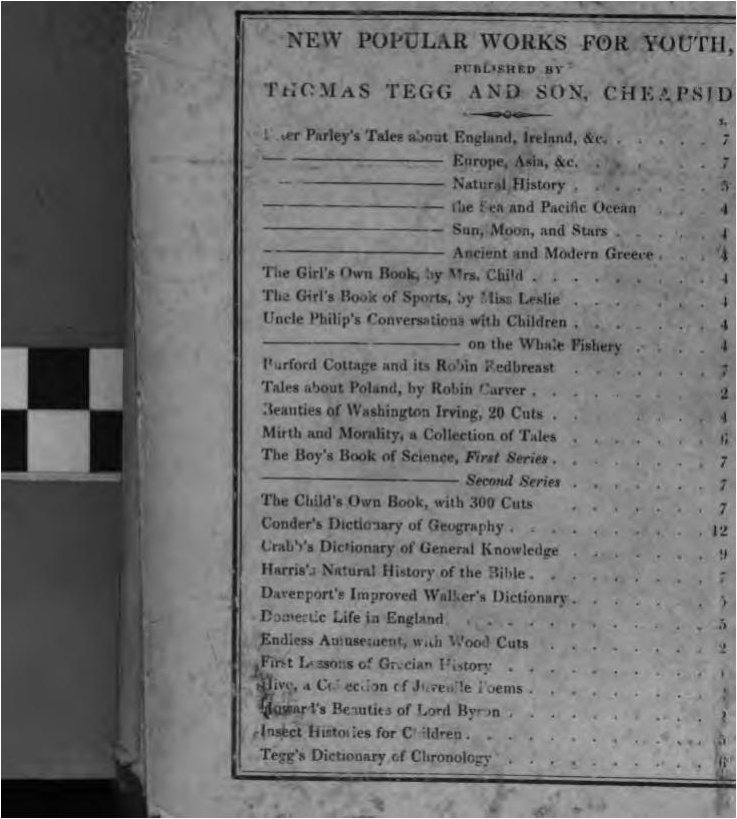 NEW POPULAR WORKS FOR YOUTH,
PUBLISHED BY
THOMAS TEGG AND SON, CHEAPSID
s.
Parley's Tales about England, Ireland, &c. . . . . . 7
Europe, Asia, &c. . . . . . 7
Natural History . . . . . . . 5
the Sea and Pacific Ocean . . 4
Sun, Moon, and Stars . . . . . 4
Ancient and Modern Greece . . . 4
The Girl's Own Book, by Mrs. Child . . . . . . . . 4
The Girl's Book of Sports, by Miss Leslie . . . . . . . 4
Uncle Philip's Conversations with Children . . . . . . . 4
on the Whale Fishery . . . . 4
Burford Cottage and its Robin Redbreast . . . . . . . 7
Tales about Poland, by Robin Carver . . . . . . . . 2
Beauties of Washington Irving, 20 Cuts . . . . . . . 4
Mirth and Morality, a Collection of Tales . . . . . . . 6
The Boy's Book of Science, First Series . . . . . . . . 7
Second Series . . . . . . . 7
The Child's Own Book, with 300 Cuts . . . . . . . 7
Conder's Dictionary of Geography . . . . . . . . . 12
Crabb's Dictionary of General Knowledge . . . . . . . 9
Harris's Natural History of the Bible . . . . . . . . 7
Davenport's Improved Walker's Dictionary . . . . . . . 5
Domestic Life in England . . . . . . . . . . 5
Endless Amusement, with Wood Cuts . . . . . . . . 2
First Lessons of Grecian History . . . . . . . . .
Hive, a Collection of Juvenile Poems . . . . . . . .
Howard's Beauties of Lord Byron . . . . . . . . .
Insect Histories for Children . . . . . . . . . . 5
Tegg's Dictionary of Chronology . . . . . . . . . 6